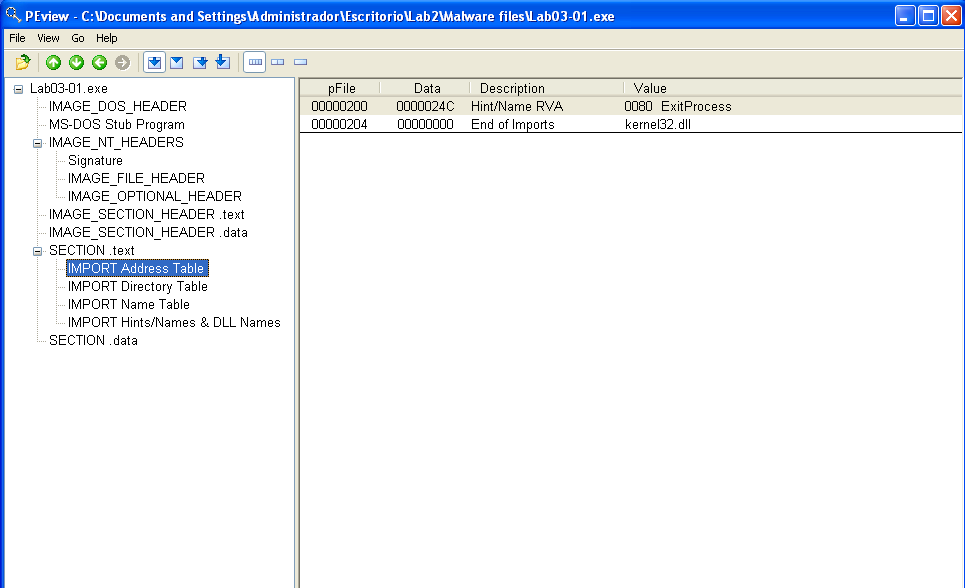 PEview - C:\Documents and Settings\Administrador\Escritorio\Lab2\Malware files\Lab03-01.exe
File View Go Help
Lab03-01.exe
IMAGE_DOS_HEADER
MS-DOS Stub Program
IMAGE_NT_HEADERS
Signature
IMAGE_FILE_HEADER
IMAGE_OPTIONAL_HEADER
IMAGE_SECTION_HEADER .text
IMAGE_SECTION_HEADER .data
SECTION .text
IMPORT Address Table
IMPORT Directory Table
IMPORT Name Table
IMPORT Hints/Names & DLL Names
SECTION .data
pFile Data Description Value
00000200 0000024C Hint/Name RVA 0080 ExitProcess
00000204 00000000 End of Imports kernel32.dll